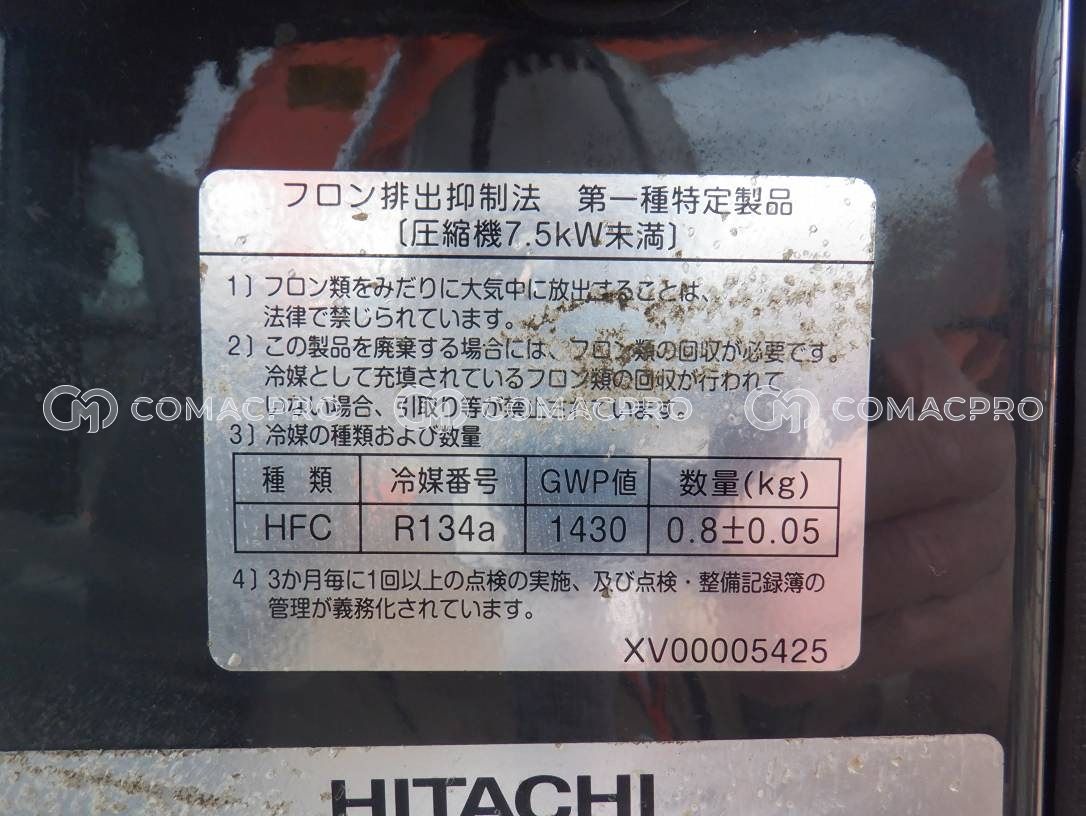 フロン排出抑制法 第一種特定製品
〔圧縮機7.5kW未満〕
1〕フロン類をみだりに大気中に放出することは、
法律で禁じられています。
2〕この製品を廃棄する場合には、フロン類の回収が必要です。
冷媒として充填されているフロン類の回収が行われて
いない場合、引取り等が禁止されています。
3〕冷媒の種類および数量
種類 冷媒番号 GWP値 数量(kg)
HFC R134a 1430 0.8±0.05
4〕3か月毎に1回以上の点検の実施、及び点検・整備記録簿の
管理が義務化されています。
XV00005425
HITACHI
COMACPRO COMACPRO COMACPRO